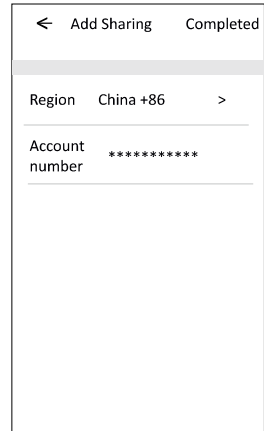 ← Add Sharing Completed
Region China +86 >
Account
number ***********